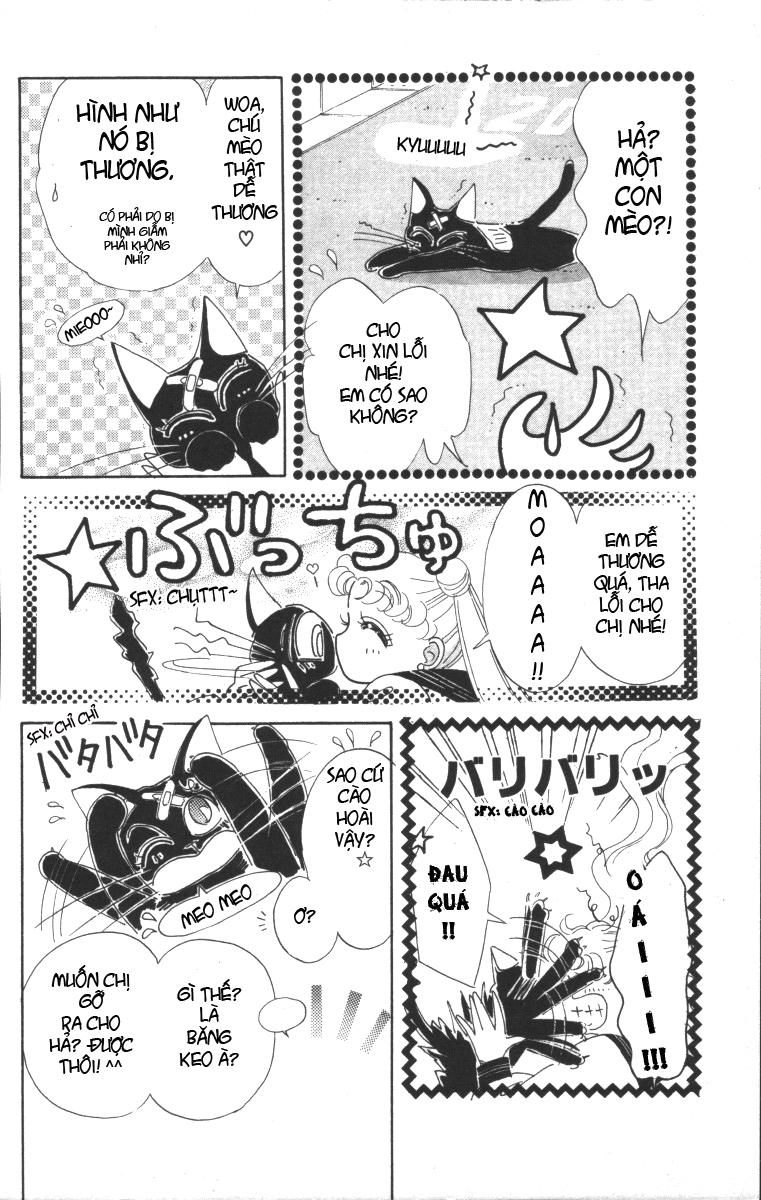 HẢ?
MỘT
CON
MÈO?!
KYUUUUU
CHO
CHỊ XIN LỖI
NHÉ!
EM CÓ SAO
KHÔNG?
WOA,
CHÚ
MÈO
THẬT
DỄ
THƯƠNG
♡
HÌNH NHƯ
NÓ BỊ
THƯƠNG.
CÓ PHẢI DO BỊ
MÌNH GIẪM
PHẢI KHÔNG
NHỈ?
MIEOOO~
EM DỄ
THƯƠNG
QUÁ, THA
LỖI CHO
CHỊ NHÉ!
M
O
A
A
A
A
A
!!
ぶっちゅ
SFX: CHỤTTT~
バリバリッ
SFX: CÀO CÀO
O
Á
I
I
I
!!!
ĐAU
QUÁ
!!
SFX: CHỈ CHỈ
バタバタ
SAO CỨ
CÀO
HOÀI
VẬY?
☆
MEO MEO
Ơ?
GÌ THẾ?
LÀ
BĂNG
KEO À?
MUỐN CHỊ
GỠ
RA CHO
HẢ? ĐƯỢC
THÔI! ^^